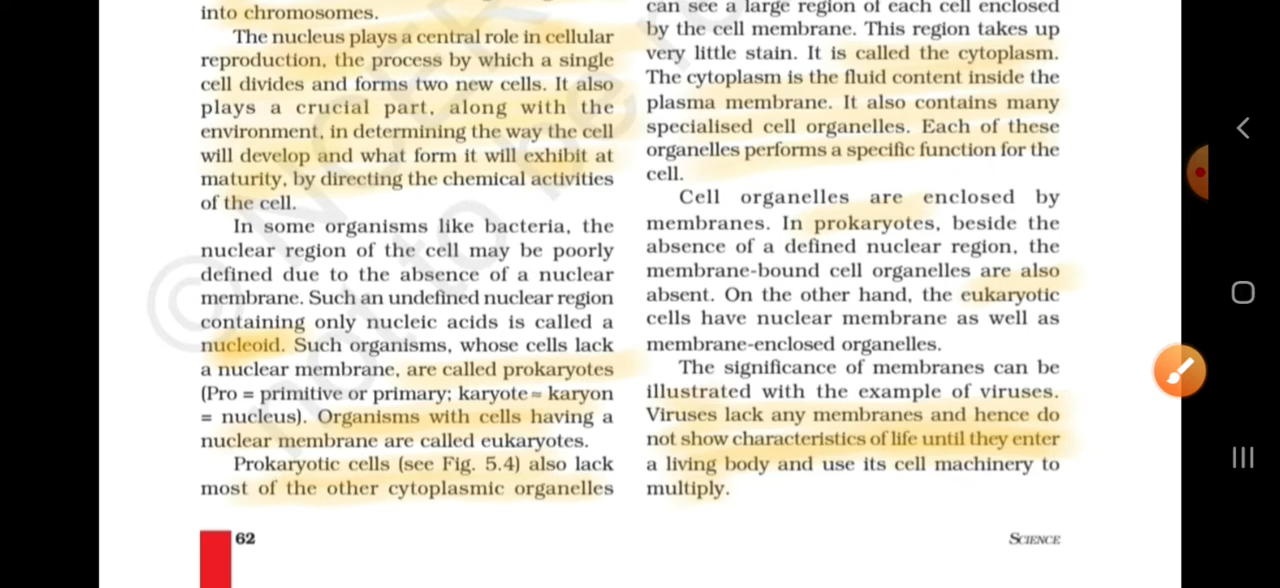 into chromosomes.
The nucleus plays a central role in cellular
reproduction, the process by which a single
cell divides and forms two new cells. It also
plays a crucial part, along with the
environment, in determining the way the cell
will develop and what form it will exhibit at
maturity, by directing the chemical activities
of the cell.
In some organisms like bacteria, the
nuclear region of the cell may be poorly
defined due to the absence of a nuclear
membrane. Such an undefined nuclear region
containing only nucleic acids is called a
nucleoid. Such organisms, whose cells lack
a nuclear membrane, are called prokaryotes
(Pro = primitive or primary; karyote ≈ karyon
= nucleus). Organisms with cells having a
nuclear membrane are called eukaryotes.
Prokaryotic cells (see Fig. 5.4) also lack
most of the other cytoplasmic organelles
can see a large region of each cell enclosed
by the cell membrane. This region takes up
very little stain. It is called the cytoplasm.
The cytoplasm is the fluid content inside the
plasma membrane. It also contains many
specialised cell organelles. Each of these
organelles performs a specific function for the
cell.
Cell organelles are enclosed by
membranes. In prokaryotes, beside the
absence of a defined nuclear region, the
membrane-bound cell organelles are also
absent. On the other hand, the eukaryotic
cells have nuclear membrane as well as
membrane-enclosed organelles.
The significance of membranes can be
illustrated with the example of viruses.
Viruses lack any membranes and hence do
not show characteristics of life until they enter
a living body and use its cell machinery to
multiply.
62
SCIENCE